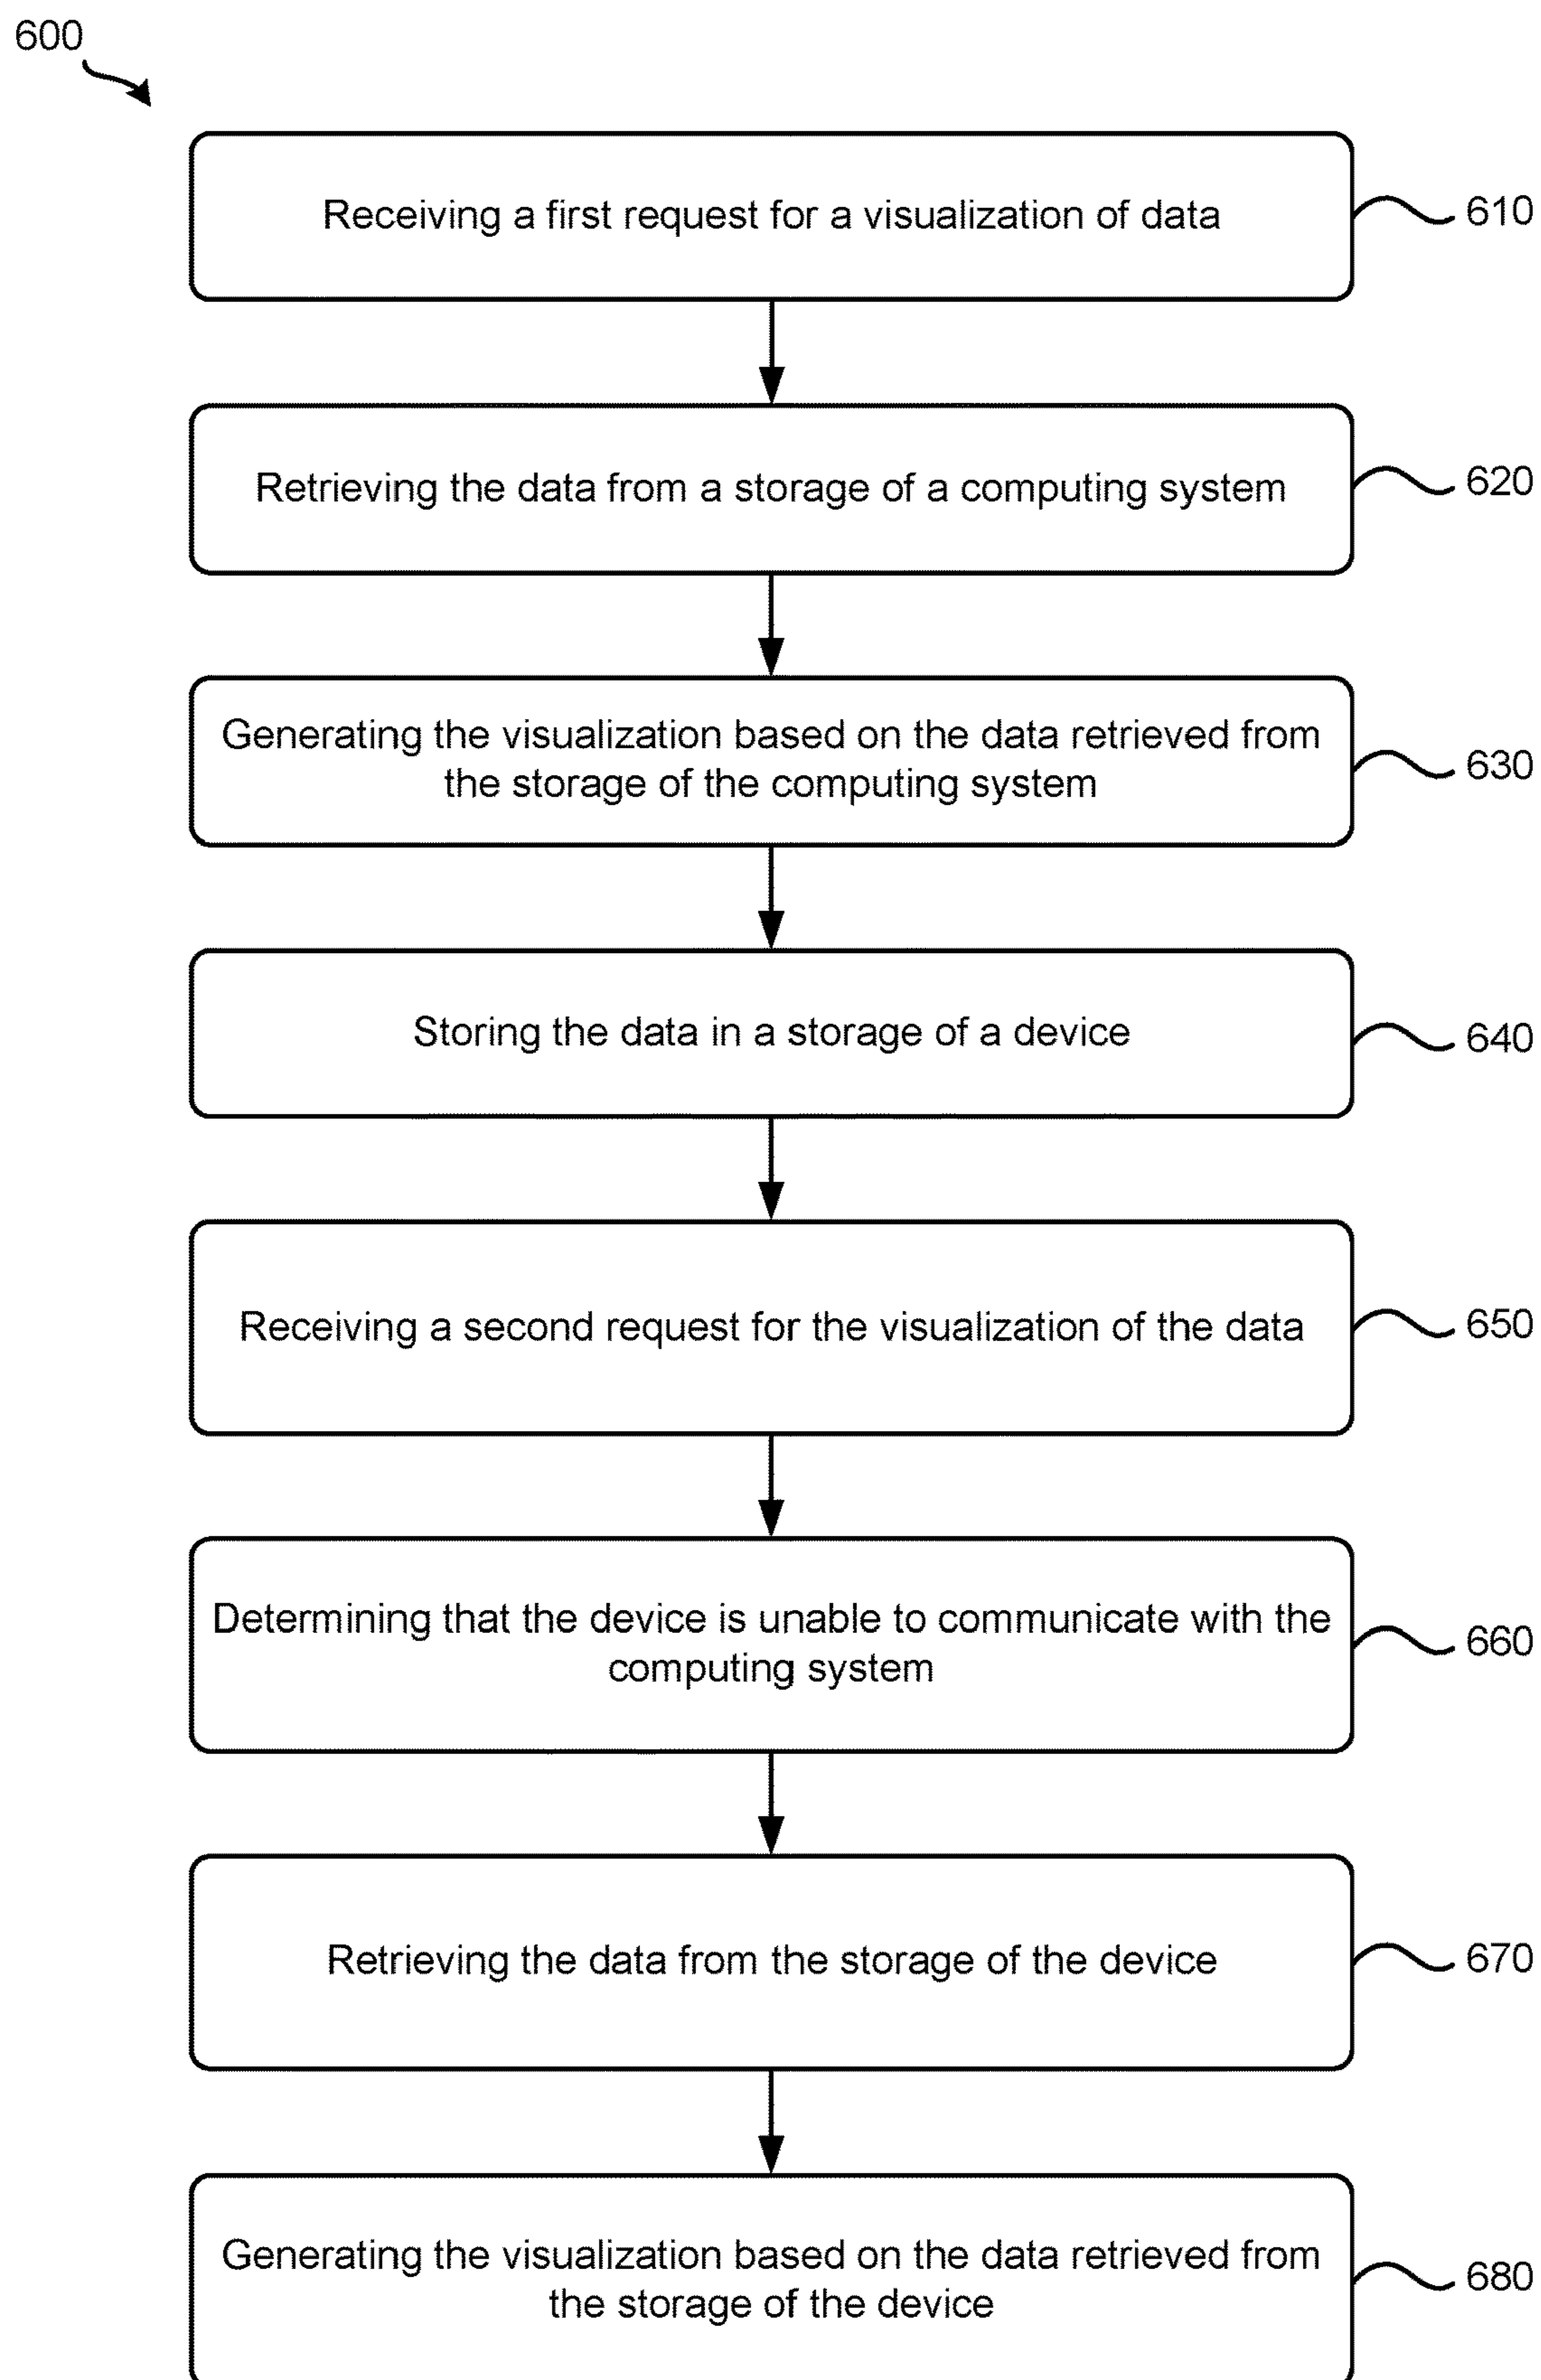 600
Receiving a first request for a visualization of data
610
Retrieving the data from a storage of a computing system
620
Generating the visualization based on the data retrieved from
the storage of the computing system
630
Storing the data in a storage of a device
640
Receiving a second request for the visualization of the data
650
Determining that the device is unable to communicate with the
computing system
660
Retrieving the data from the storage of the device
670
Generating the visualization based on the data retrieved from
the storage of the device
680